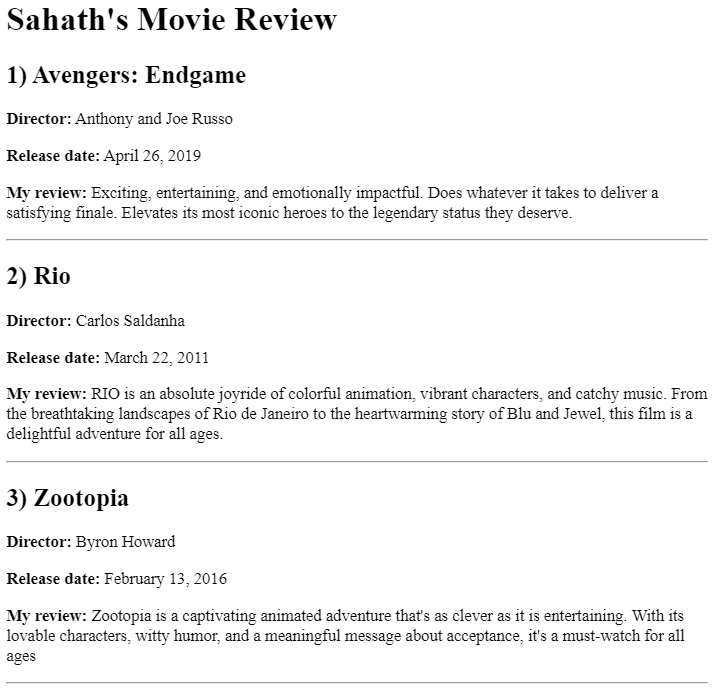 Sahath's Movie Review
1) Avengers: Endgame
Director: Anthony and Joe Russo
Release date: April 26, 2019
My review: Exciting, entertaining, and emotionally impactful. Does whatever it takes to deliver a
satisfying finale. Elevates its most iconic heroes to the legendary status they deserve.
2) Rio
Director: Carlos Saldanha
Release date: March 22, 2011
My review: RIO is an absolute joyride of colorful animation, vibrant characters, and catchy music. From
the breathtaking landscapes of Rio de Janeiro to the heartwarming story of Blu and Jewel, this film is a
delightful adventure for all ages.
3) Zootopia
Director: Byron Howard
Release date: February 13, 2016
My review: Zootopia is a captivating animated adventure that's as clever as it is entertaining. With its
lovable characters, witty humor, and a meaningful message about acceptance, it's a must-watch for all
ages